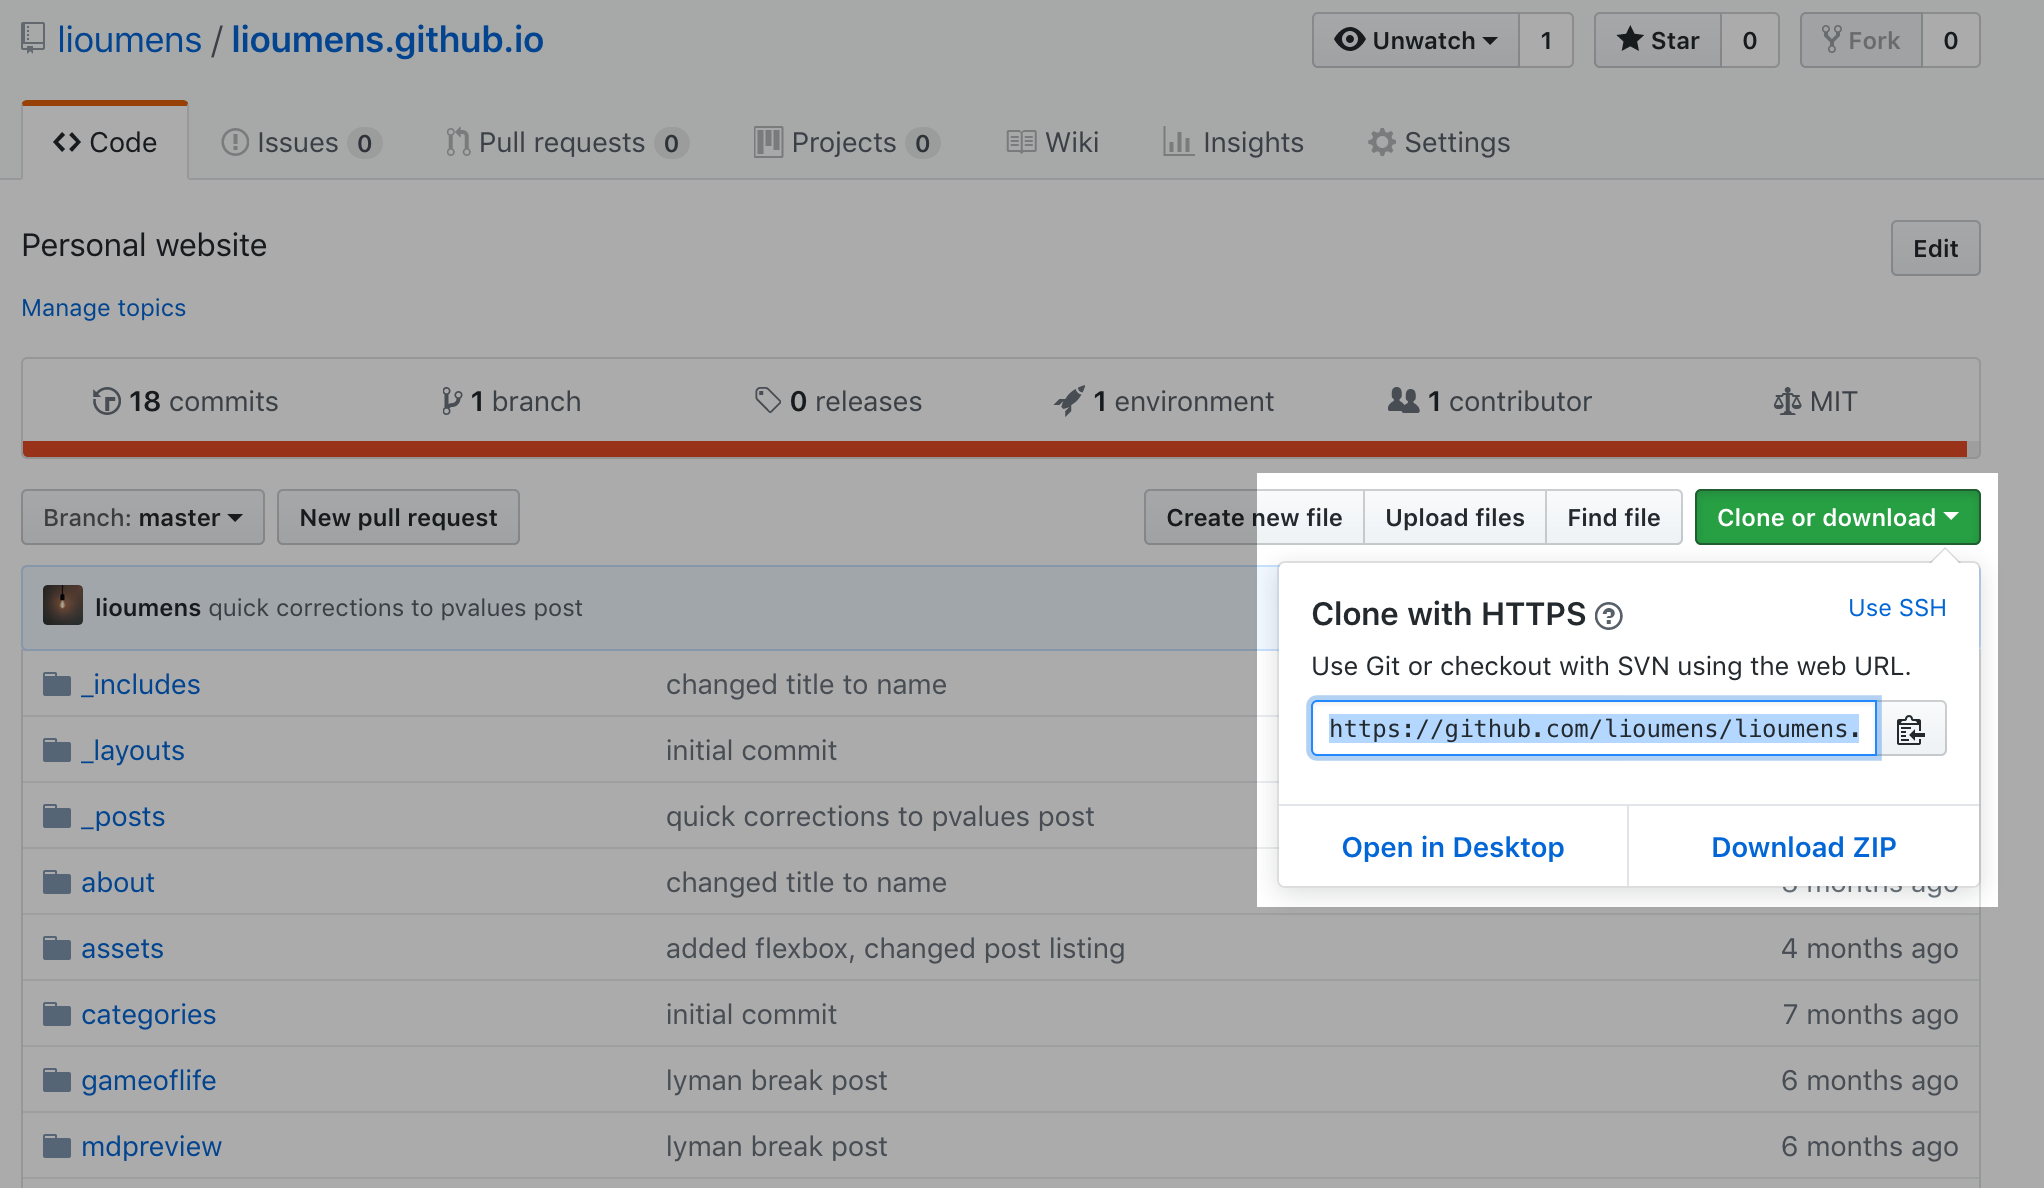 lioumens / lioumens.github.io
Unwatch 1 Star 0 Fork 0
Code Issues 0 Pull requests 0 Projects 0 Wiki Insights Settings
Personal website
Edit
Manage topics
18 commits 1 branch 0 releases 1 environment 1 contributor MIT
Branch: master New pull request Create new file Upload files Find file Clone or download
lioumens quick corrections to pvalues post
Clone with HTTPS ? Use SSH
Use Git or checkout with SVN using the web URL.
https://github.com/lioumens/lioumens.
Open in Desktop Download ZIP
_includes changed title to name
_layouts initial commit
_posts quick corrections to pvalues post
about changed title to name months ago
assets added flexbox, changed post listing 4 months ago
categories initial commit 7 months ago
gameoflife lyman break post 6 months ago
mdpreview lyman break post 6 months ago